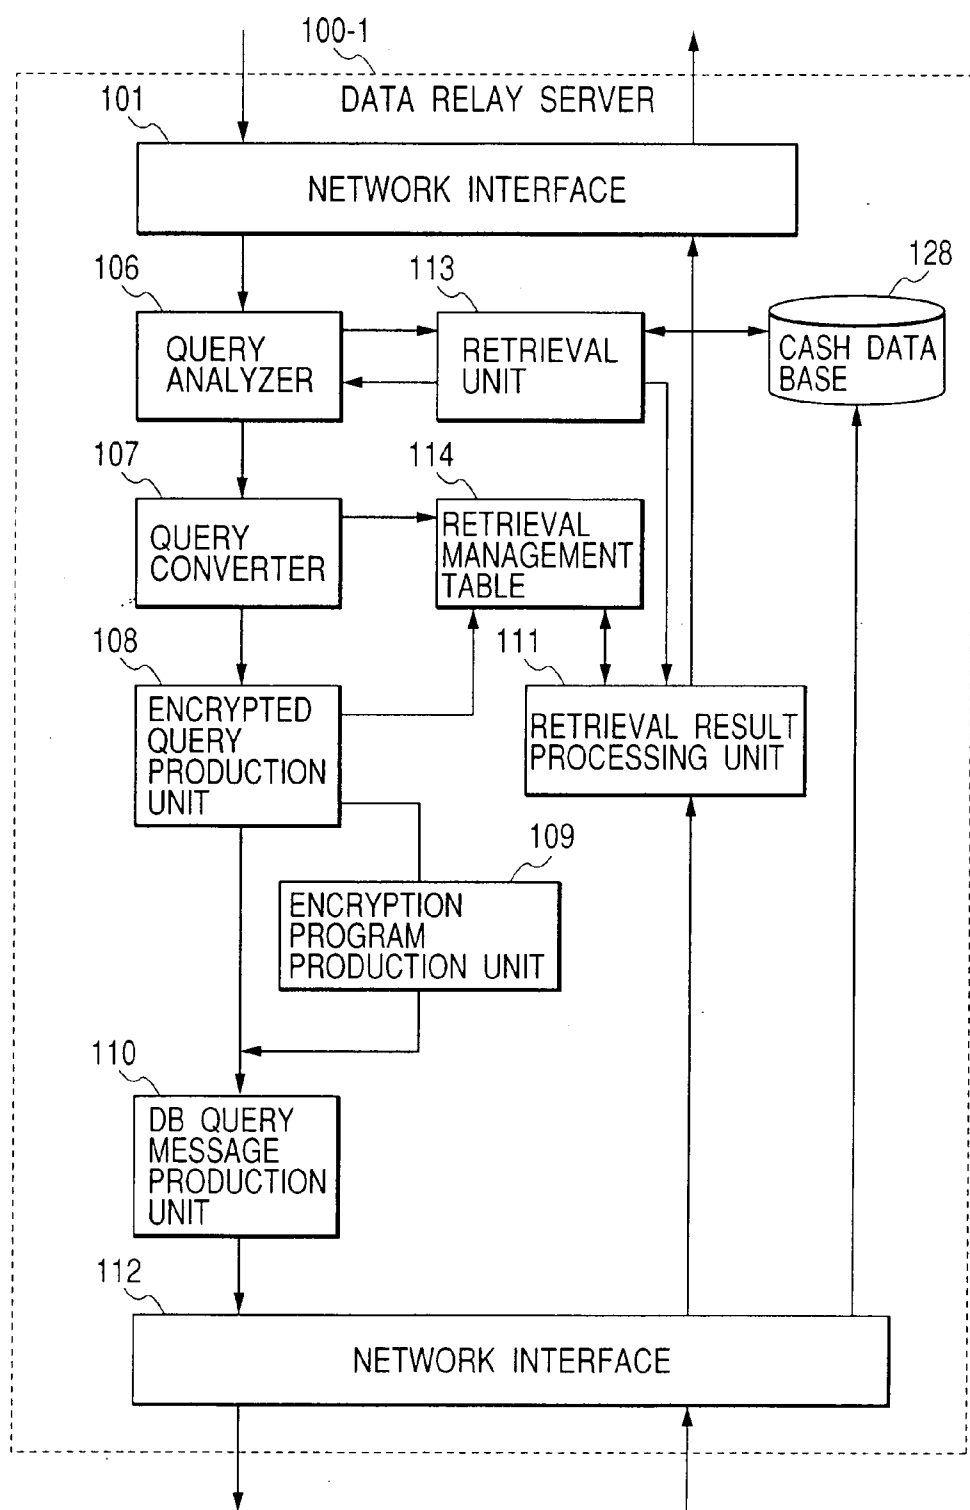 100-1
DATA RELAY SERVER
101
NETWORK INTERFACE
106
QUERY
ANALYZER
113
RETRIEVAL
UNIT
128
CASH DATA
BASE
107
QUERY
CONVERTER
114
RETRIEVAL
MANAGEMENT
TABLE
108
ENCRYPTED
QUERY
PRODUCTION
UNIT
111
RETRIEVAL RESULT
PROCESSING UNIT
109
ENCRYPTION
PROGRAM
PRODUCTION UNIT
110
DB QUERY
MESSAGE
PRODUCTION
UNIT
112
NETWORK INTERFACE